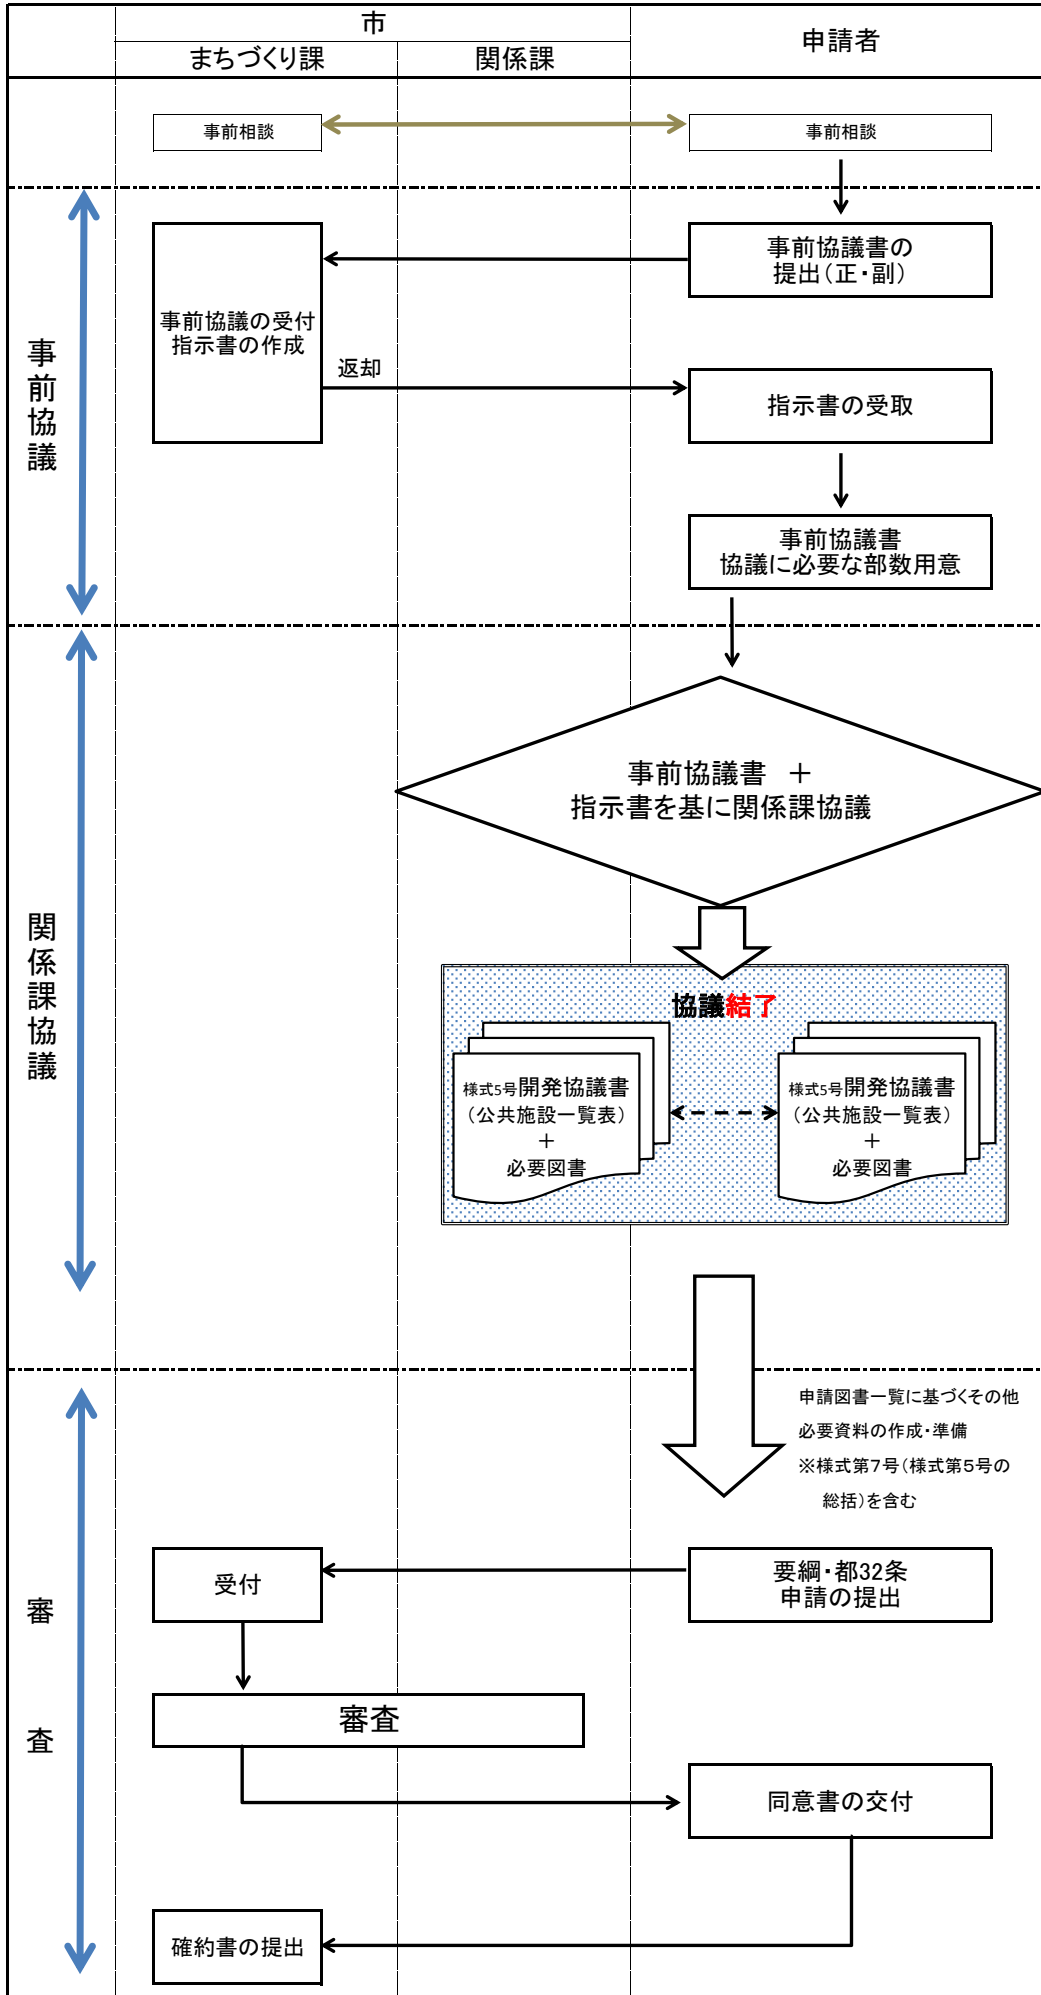 市
まちづくり課
関係課
申請者
事前相談
事前相談
事前協議
事前協議書の
提出（正・副）
事前協議の受付
指示書の作成
返却
指示書の受取
事前協議書
協議に必要な部数用意
関係課協議
事前協議書　＋
指示書を基に関係課協議
協議結了
様式5号開発協議書
（公共施設一覧表）
＋
必要図書
様式5号開発協議書
（公共施設一覧表）
＋
必要図書
申請図書一覧に基づくその他
必要資料の作成・準備
※様式第7号（様式第5号の
総括）を含む
審査
受付
要綱・都32条
申請の提出
審査
同意書の交付
確約書の提出